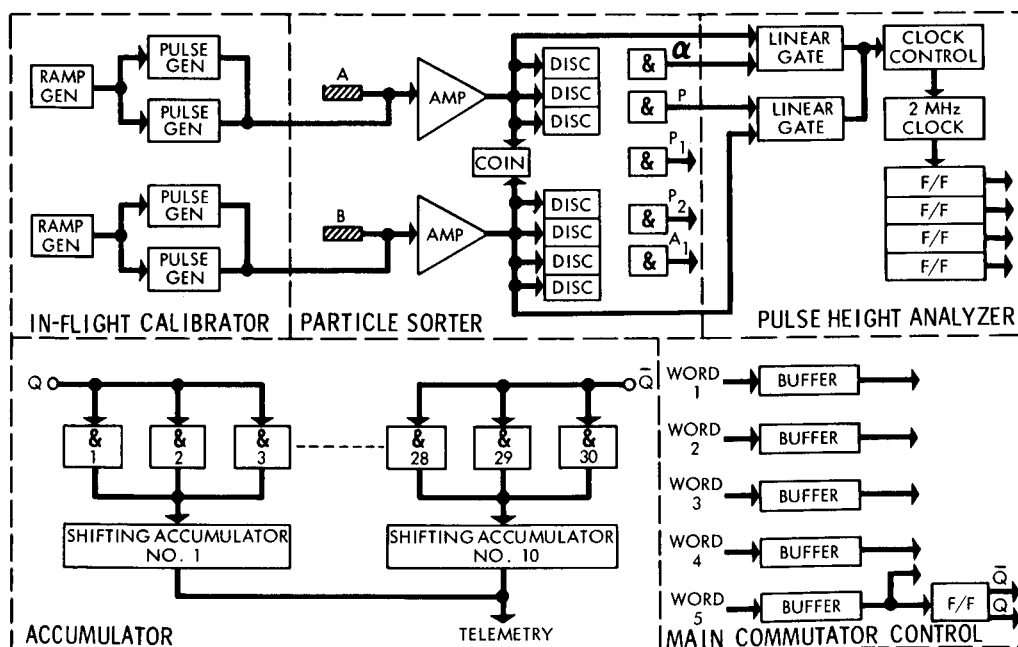 RAMP
GEN
PULSE
GEN
PULSE
GEN
RAMP
GEN
PULSE
GEN
PULSE
GEN
IN-FLIGHT CALIBRATOR
A
AMP
DISC
DISC
DISC
COIN
B
AMP
DISC
DISC
DISC
DISC
& α
& P
& P1
& P2
& A1
PARTICLE SORTER
LINEAR
GATE
LINEAR
GATE
CLOCK
CONTROL
2 MHz
CLOCK
F/F
F/F
F/F
F/F
PULSE HEIGHT ANALYZER
Q
&
1
&
2
&
3
&
28
&
29
&
30
Q̅
SHIFTING ACCUMULATOR
NO. 1
SHIFTING ACCUMULATOR
NO. 10
TELEMETRY
ACCUMULATOR
WORD
1
BUFFER
WORD
2
BUFFER
WORD
3
BUFFER
WORD
4
BUFFER
WORD
5
BUFFER
F/F
Q̅
Q
MAIN COMMUTATOR CONTROL